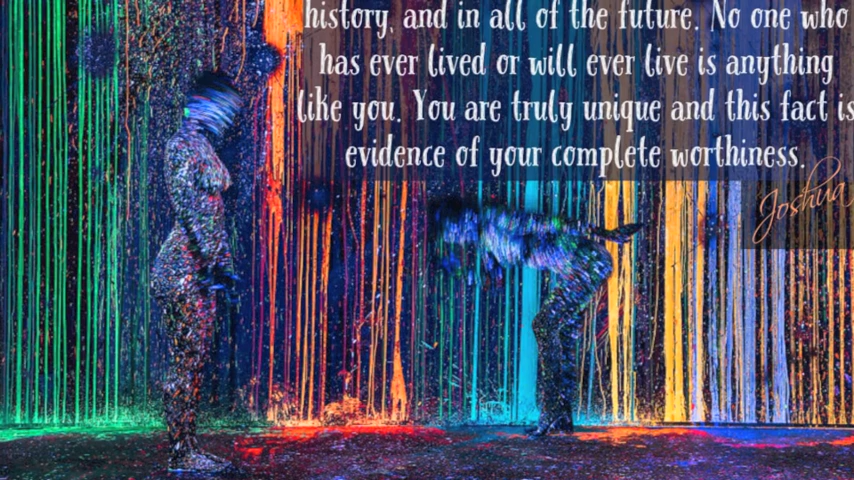 history, and in all of the future. No one who
has ever lived or will ever live is anything
like you. You are truly unique and this fact is
evidence of your complete worthiness.
Joshua